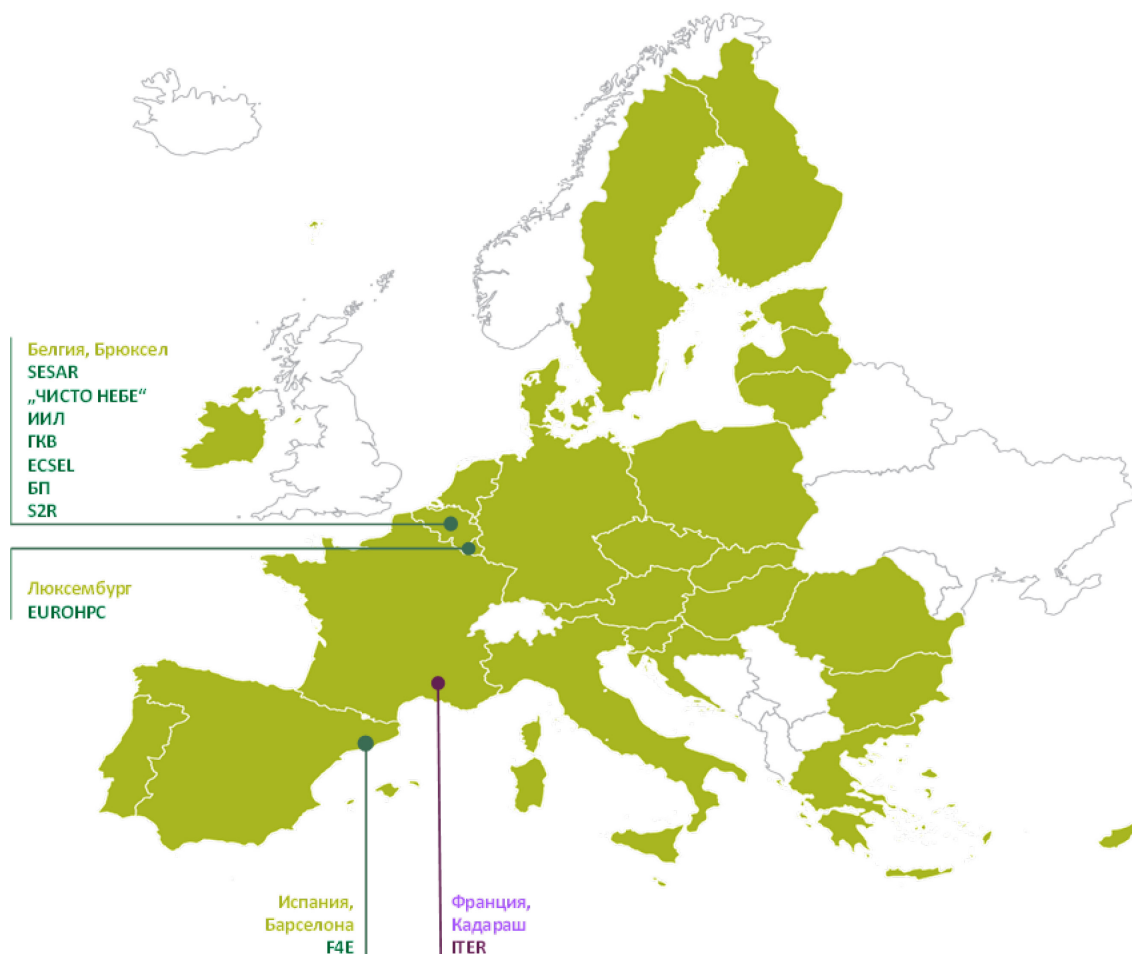 Белгия, Брюксел
SESAR
„ЧИСТО НЕБЕ“
ИИЛ
ГКВ
ECSEL
БП
S2R
Люксембург
EUROHPC
Испания,
Барселона
F4E
Франция,
Кадараш
ITER